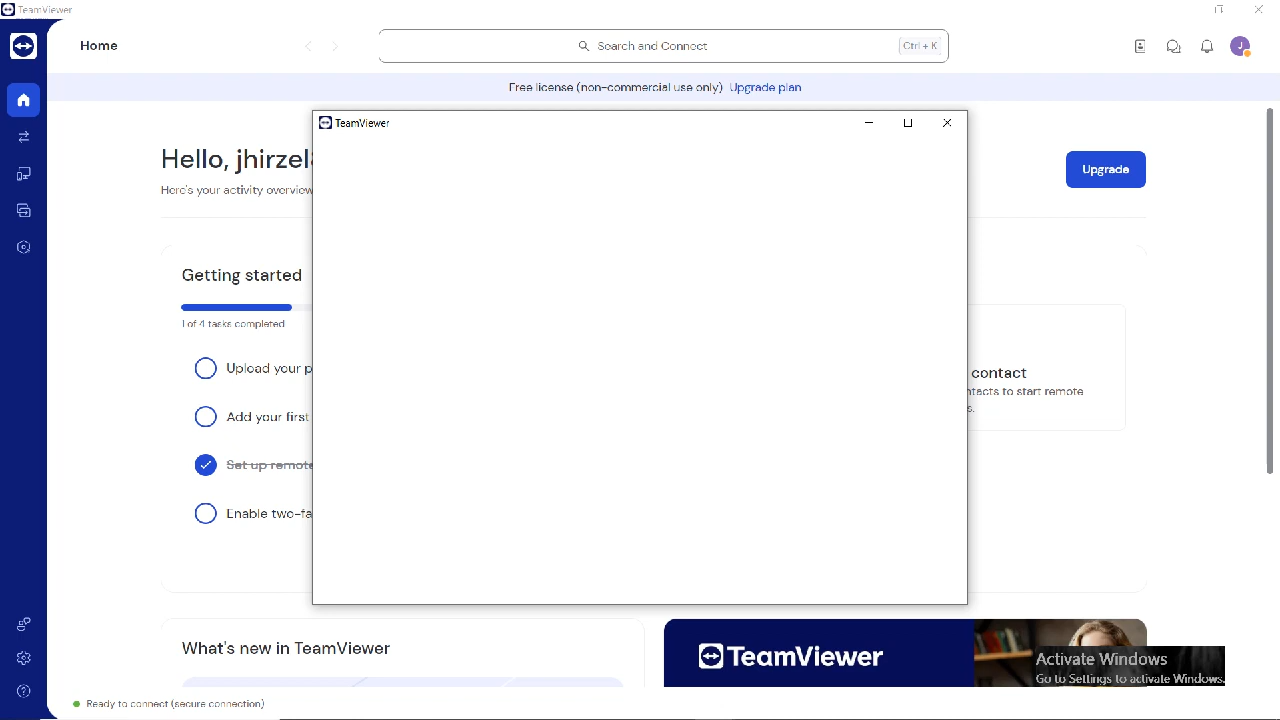 TeamViewer
Home
Search and Connect
Ctrl + K
J
Free license (non-commercial use only) Upgrade plan
TeamViewer
Hello, jhirzel
Here's your activity overview
Upgrade
Getting started
1 of 4 tasks completed
Upload your p
Add your first
Set up remote
Enable two-fa
contact
ntacts to start remote
s.
What's new in TeamViewer
TeamViewer
Activate Windows
Go to Settings to activate Windows.
Ready to connect (secure connection)